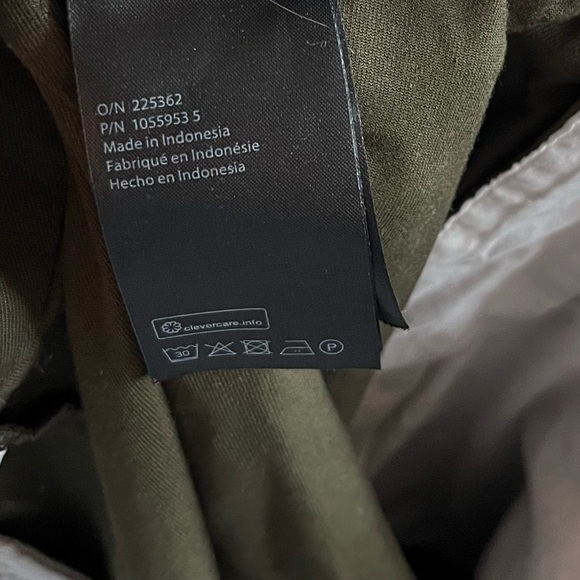 O/N 225362
P/N 1055953 5
Made in Indonesia
Fabriqué en Indonésie
Hecho en Indonesia
clevercare.info
30
P